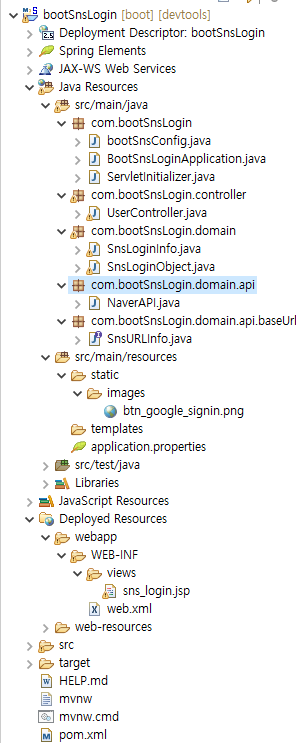 bootSnsLogin [boot] [devtools]
Deployment Descriptor: bootSnsLogin
Spring Elements
JAX-WS Web Services
Java Resources
src/main/java
com.bootSnsLogin
bootSnsConfig.java
BootSnsLoginApplication.java
ServletInitializer.java
com.bootSnsLogin.controller
UserController.java
com.bootSnsLogin.domain
SnsLoginInfo.java
SnsLoginObject.java
com.bootSnsLogin.domain.api
NaverAPI.java
com.bootSnsLogin.domain.api.baseUrl
SnsURLInfo.java
src/main/resources
static
images
btn_google_signin.png
templates
application.properties
src/test/java
Libraries
JavaScript Resources
Deployed Resources
webapp
WEB-INF
views
sns_login.jsp
web.xml
web-resources
src
target
HELP.md
mvnw
mvnw.cmd
pom.xml